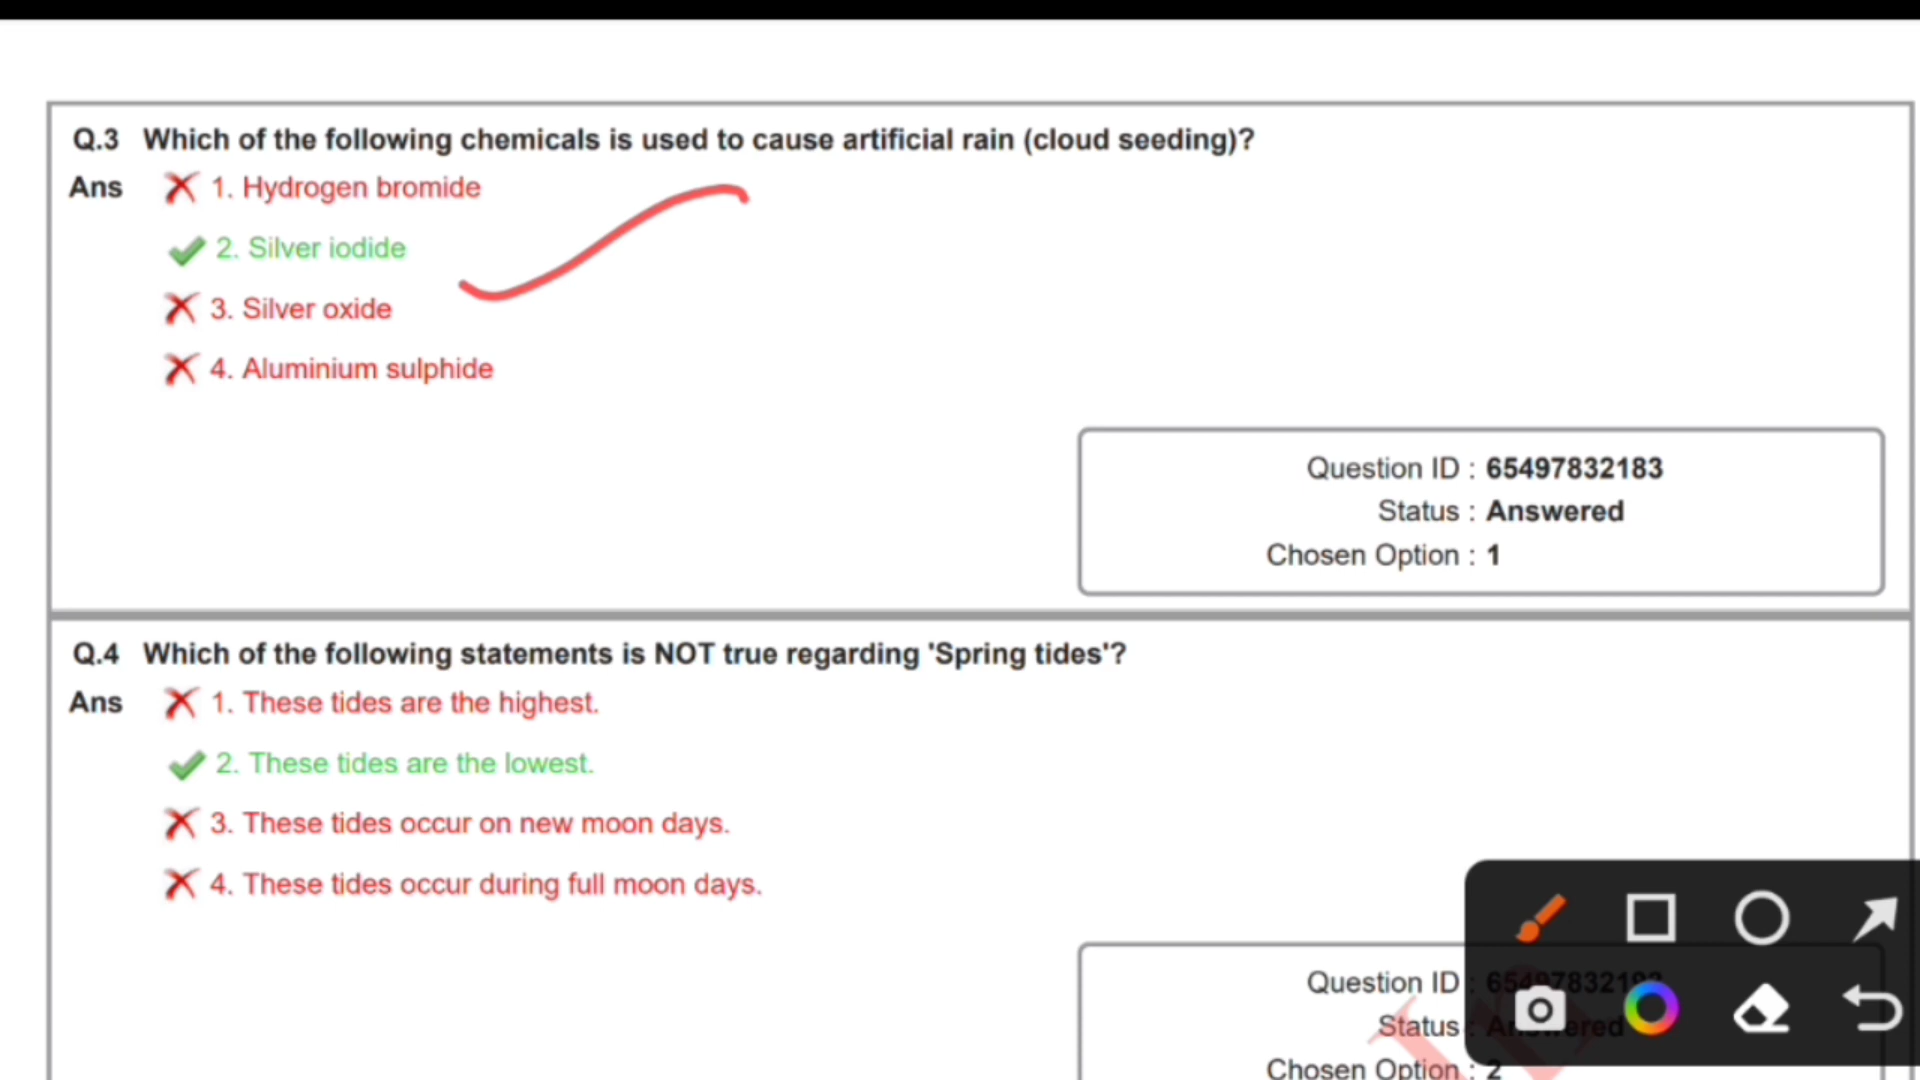 Q.3 Which of the following chemicals is used to cause artificial rain (cloud seeding)?
Ans 1. Hydrogen bromide
2. Silver iodide
3. Silver oxide
4. Aluminium sulphide
Question ID : 65497832183
Status : Answered
Chosen Option : 1
Q.4 Which of the following statements is NOT true regarding 'Spring tides'?
Ans 1. These tides are the highest.
2. These tides are the lowest.
3. These tides occur on new moon days.
4. These tides occur during full moon days.
Question ID :
Status : Answered
Chosen Option : 2